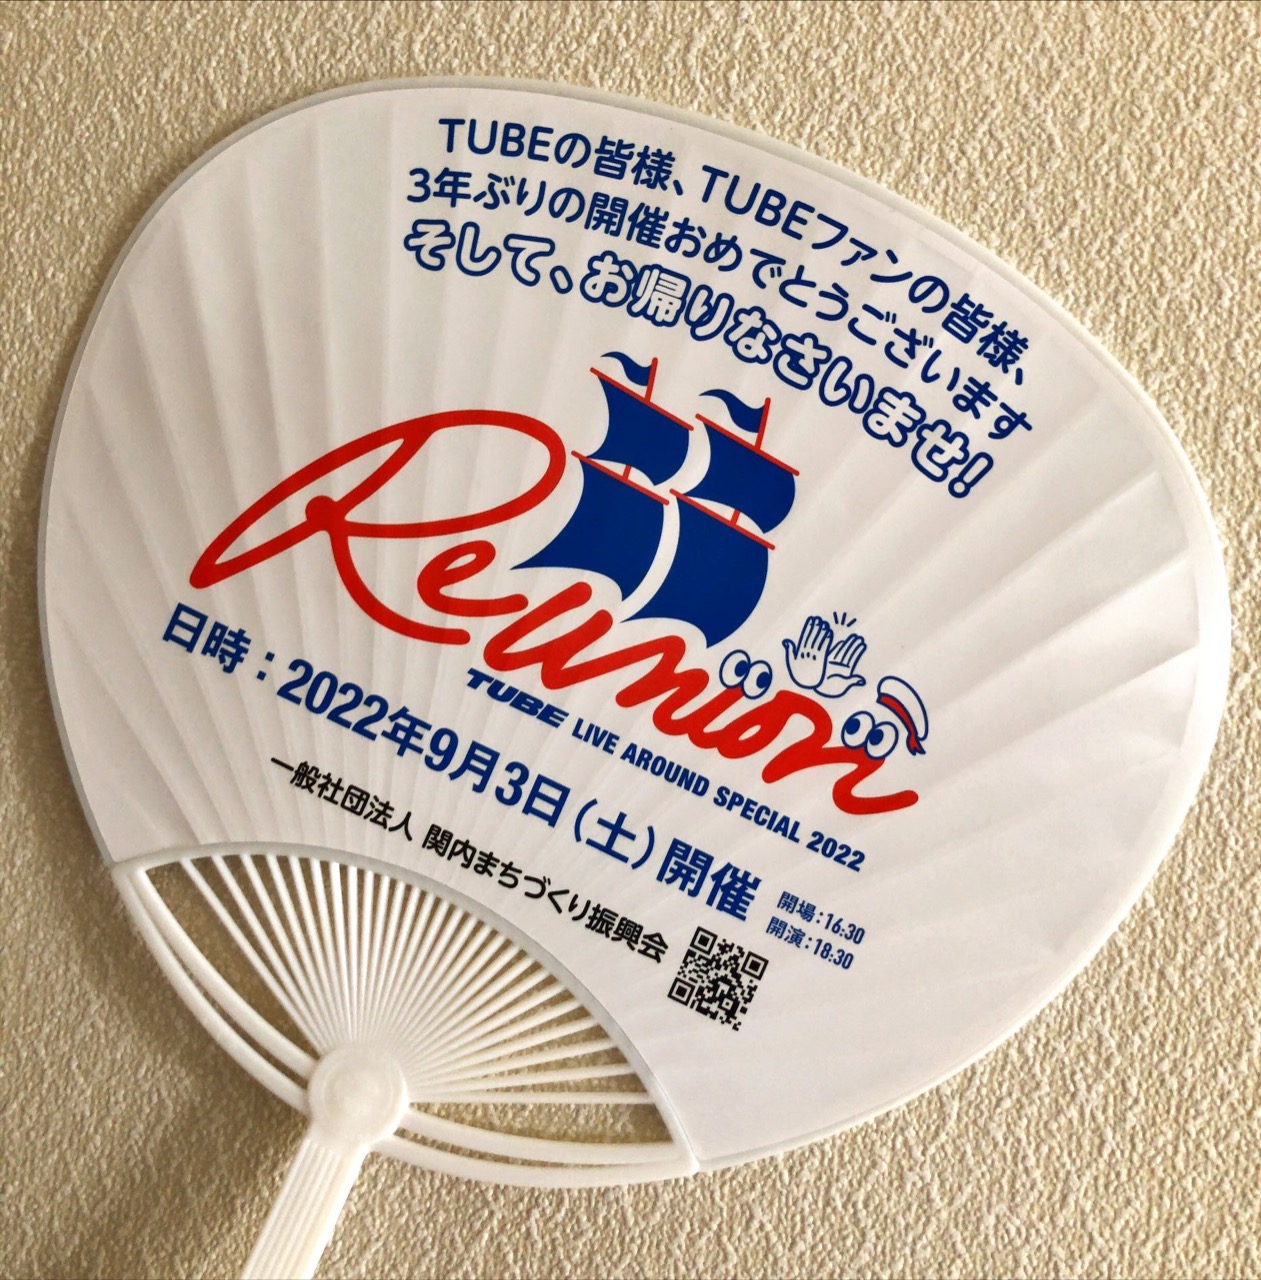 TUBEの皆様、TUBEファンの皆様、
3年ぶりの開催おめでとうございます
そして、お帰りなさいませ!
Reunion
TUBE LIVE AROUND SPECIAL 2022
日時：2022年9月3日（土）開催
開場：16:30
開演：18:30
一般社団法人 関内まちづくり振興会